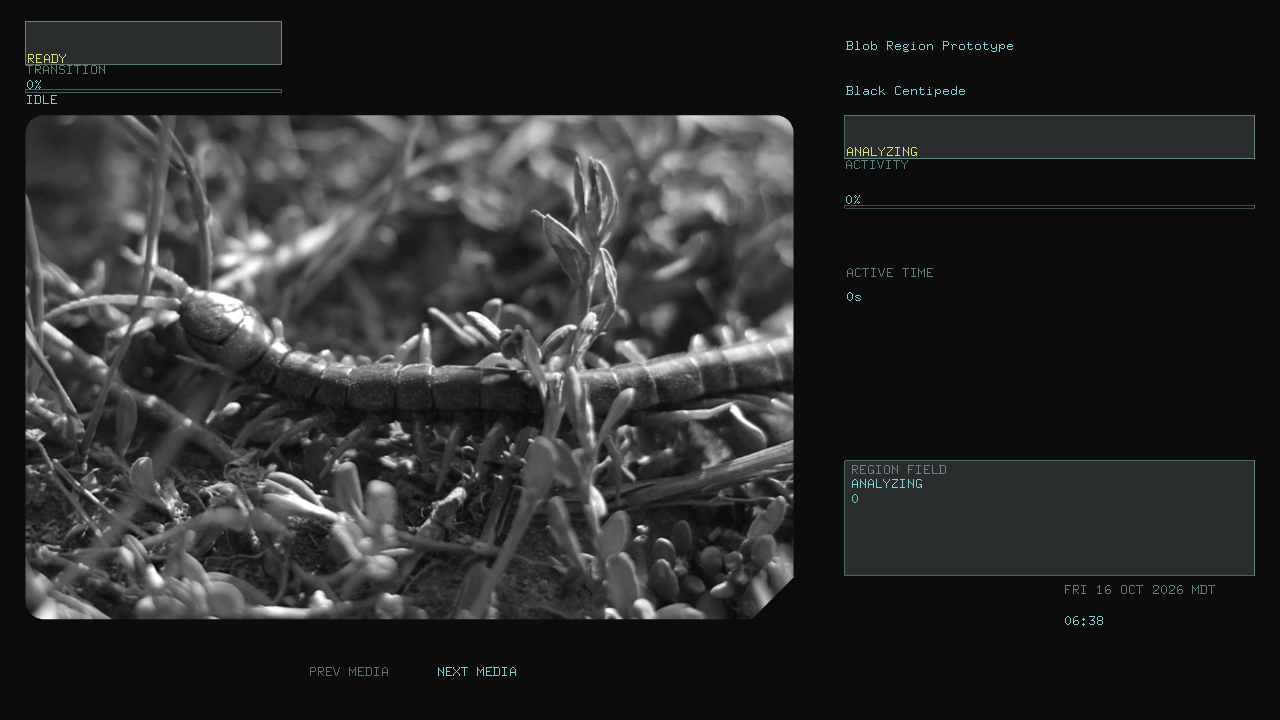 READY
TRANSITION
0%
IDLE
Blob Region Prototype
Black Centipede
ANALYZING
ACTIVITY
0%
ACTIVE TIME
0s
REGION FIELD
ANALYZING
0
FRI 16 OCT 2026 MDT
06:38
PREV MEDIA NEXT MEDIA